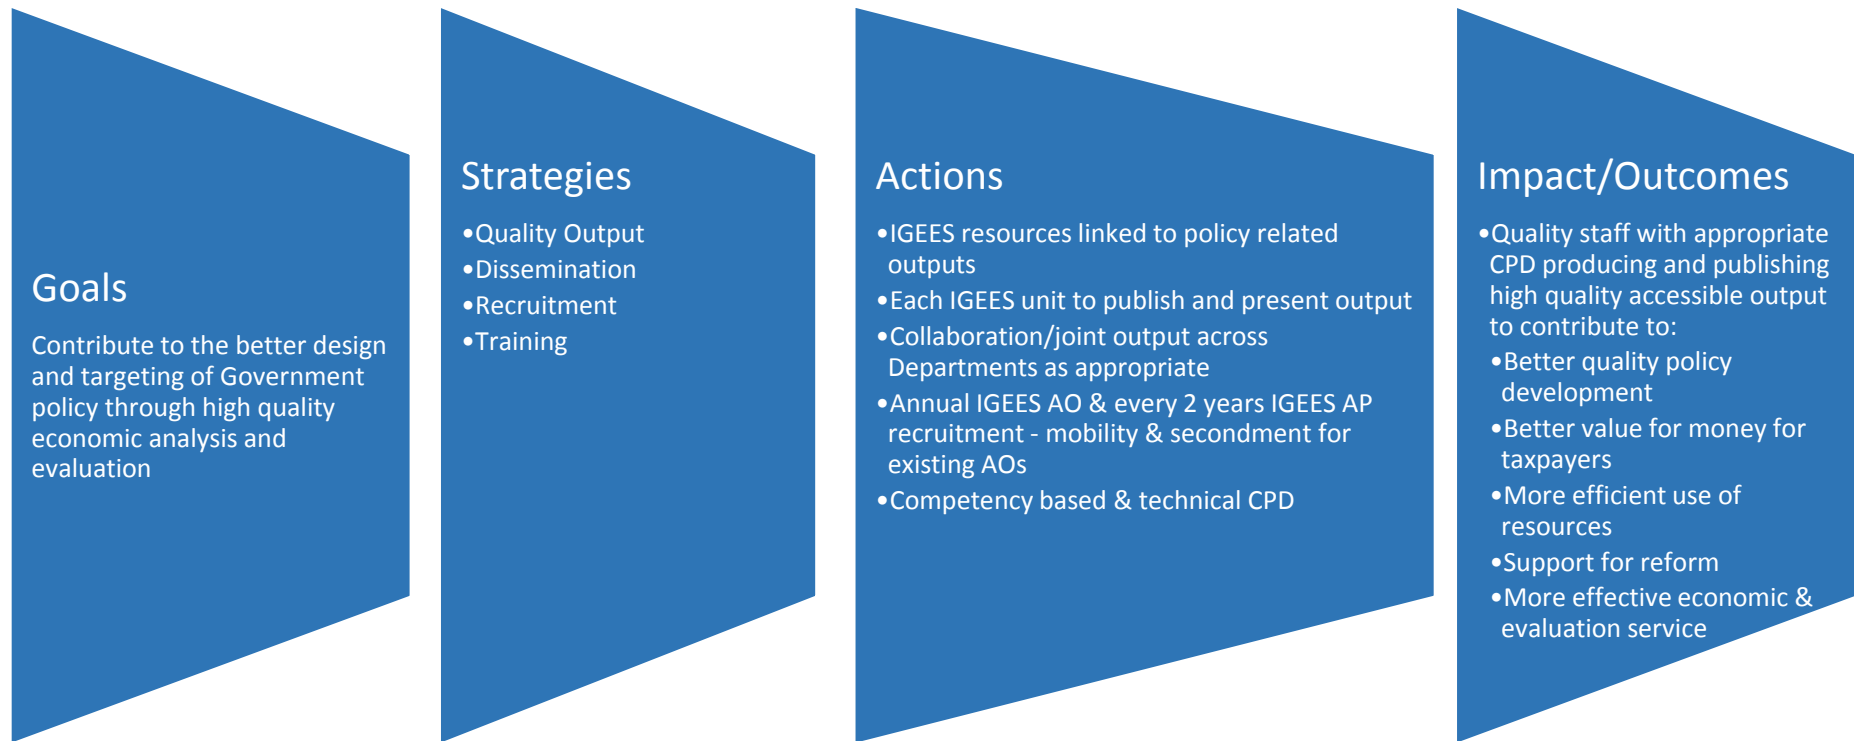 Goals
Contribute to the better design
and targeting of Government
policy through high quality
economic analysis and
evaluation
Strategies
•Quality Output
•Dissemination
•Recruitment
•Training
Actions
•IGEES resources linked to policy related
outputs
•Each IGEES unit to publish and present output
•Collaboration/joint output across
Departments as appropriate
•Annual IGEES AO & every 2 years IGEES AP
recruitment - mobility & secondment for
existing AOs
•Competency based & technical CPD
Impact/Outcomes
•Quality staff with appropriate
CPD producing and publishing
high quality accessible output
to contribute to:
•Better quality policy
development
•Better value for money for
taxpayers
•More efficient use of
resources
•Support for reform
•More effective economic &
evaluation service